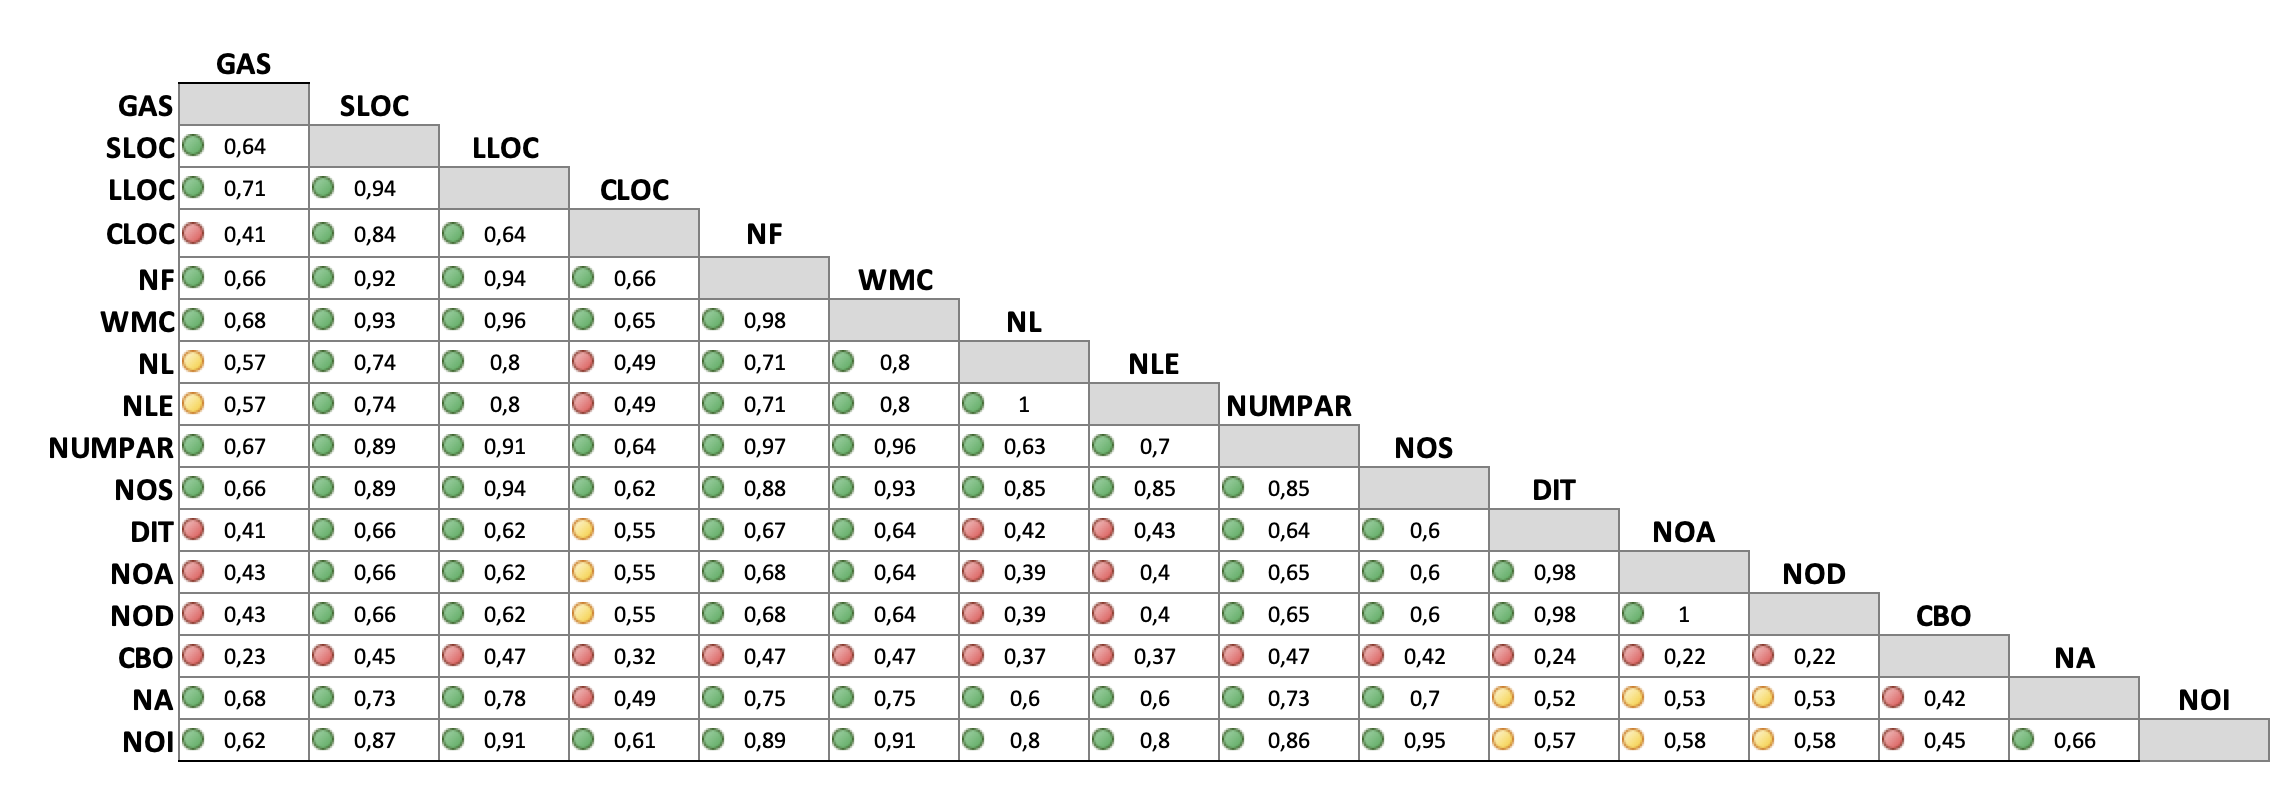 GAS
GAS SLOC
SLOC 0,64 LLOC
LLOC 0,71 0,94 CLOC
CLOC 0,41 0,84 0,64 NF
NF 0,66 0,92 0,94 0,66 WMC
WMC 0,68 0,93 0,96 0,65 0,98 NL
NL 0,57 0,74 0,8 0,49 0,71 0,8 NLE
NLE 0,57 0,74 0,8 0,49 0,71 0,8 1 NUMPAR
NUMPAR 0,67 0,89 0,91 0,64 0,97 0,96 0,63 0,7 NOS
NOS 0,66 0,89 0,94 0,62 0,88 0,93 0,85 0,85 0,85 DIT
DIT 0,41 0,66 0,62 0,55 0,67 0,64 0,42 0,43 0,64 0,6 NOA
NOA 0,43 0,66 0,62 0,55 0,68 0,64 0,39 0,4 0,65 0,6 0,98 NOD
NOD 0,43 0,66 0,62 0,55 0,68 0,64 0,39 0,4 0,65 0,6 0,98 1 CBO
CBO 0,23 0,45 0,47 0,32 0,47 0,47 0,37 0,37 0,47 0,42 0,24 0,22 0,22 NA
NA 0,68 0,73 0,78 0,49 0,75 0,75 0,6 0,6 0,73 0,7 0,52 0,53 0,53 0,42 NOI
NOI 0,62 0,87 0,91 0,61 0,89 0,91 0,8 0,8 0,86 0,95 0,57 0,58 0,58 0,45 0,66